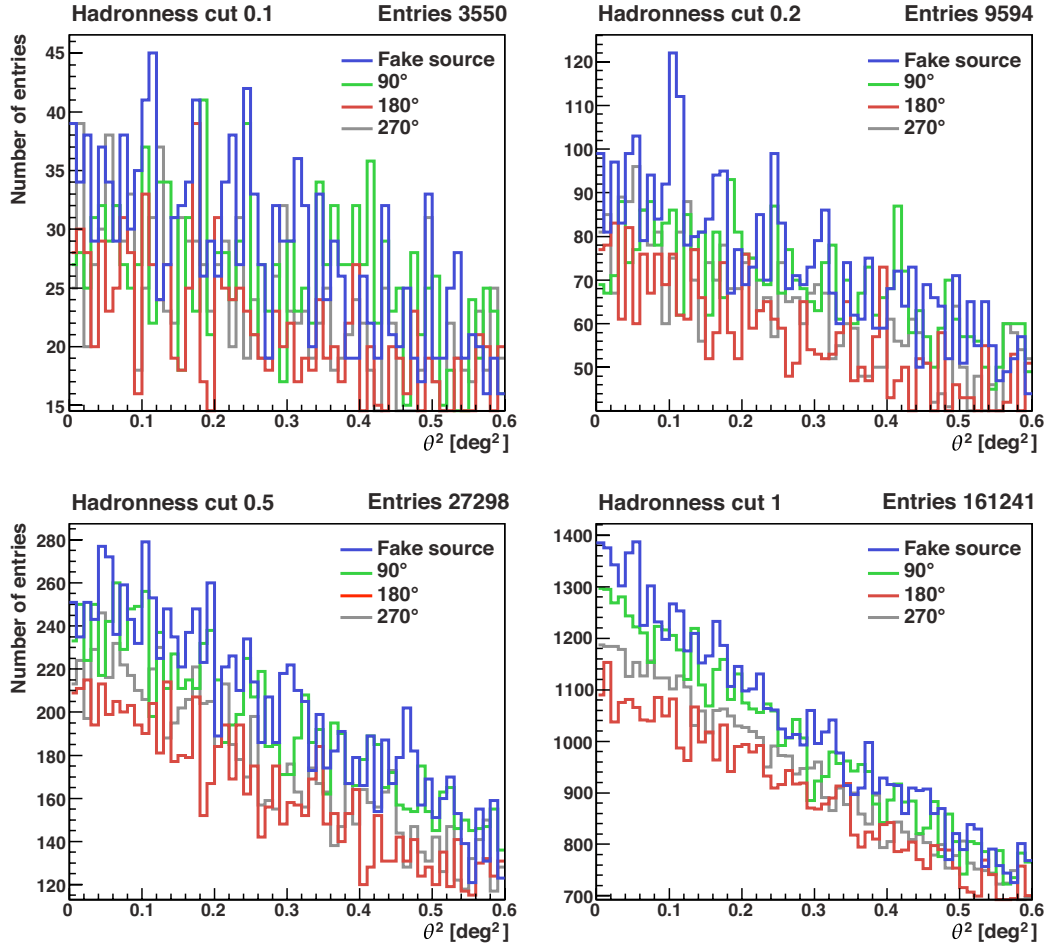 Hadronness cut 0.1 Entries 3550
Number of entries
45
40
35
30
25
20
15
Fake source
90°
180°
270°
0 0.1 0.2 0.3 0.4 0.5 0.6
θ² [deg²]
Hadronness cut 0.2 Entries 9594
120
110
100
90
80
70
60
50
Fake source
90°
180°
270°
0 0.1 0.2 0.3 0.4 0.5 0.6
θ² [deg²]
Hadronness cut 0.5 Entries 27298
Number of entries
280
260
240
220
200
180
160
140
120
Fake source
90°
180°
270°
0 0.1 0.2 0.3 0.4 0.5 0.6
θ² [deg²]
Hadronness cut 1 Entries 161241
1400
1300
1200
1100
1000
900
800
700
Fake source
90°
180°
270°
0 0.1 0.2 0.3 0.4 0.5 0.6
θ² [deg²]